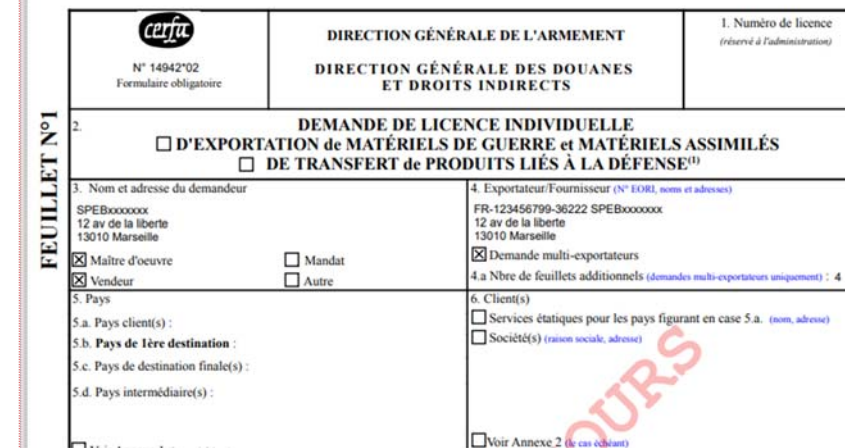 cerfa
N° 14942*02
Formulaire obligatoire
DIRECTION GÉNÉRALE DE L'ARMEMENT
DIRECTION GÉNÉRALE DES DOUANES
ET DROITS INDIRECTS
1. Numéro de licence
(réservé à l'administration)
FEUILLET N°1
2.
DEMANDE DE LICENCE INDIVIDUELLE
D'EXPORTATION de MATÉRIELS DE GUERRE et MATÉRIELS ASSIMILÉS
DE TRANSFERT de PRODUITS LIÉS À LA DÉFENSE(1)
3. Nom et adresse du demandeur
SPEBxxxxxxx
12 av de la liberte
13010 Marseille
Maître d'oeuvre
Mandat
Vendeur
Autre
4. Exportateur/Fournisseur (N° EORI, noms et adresses)
FR-123456799-36222 SPEBxxxxxxx
12 av de la liberte
13010 Marseille
Demande multi-exportateurs
4.a Nbre de feuillets additionnels (demandes multi-exportateurs uniquement) : 4
5. Pays
5.a. Pays client(s) :
5.b. Pays de 1ère destination :
5.c. Pays de destination finale(s) :
5.d. Pays intermédiaire(s) :
6. Client(s)
Services étatiques pour les pays figurant en case 5.a. (nom, adresse)
Société(s) (raison sociale, adresse)
OURS
Voir Annexe 2 (le cas échéant)